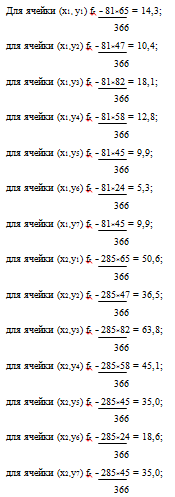 Для ячейки (x₁, y₁) fₑ - 81-65 = 14,3;
366
для ячейки (x₁,y₂) fₑ - 81-47 = 10,4;
366
для ячейки (x₁,y₃) fₑ - 81-82 = 18,1;
366
для ячейки (x₁,y₄) fₑ - 81-58 = 12,8;
366
для ячейки (x₁,y₅) fₑ - 81-45 = 9,9;
366
для ячейки (x₁,y₆) fₑ - 81-24 = 5,3;
366
для ячейки (x₁,y₇) fₑ - 81-45 = 9,9;
366
для ячейки (x₂,y₁) fₑ - 285-65 = 50,6;
366
для ячейки (x₂,y₂) fₑ - 285-47 = 36,5;
366
для ячейки (x₂,y₃) fₑ - 285-82 = 63,8;
366
для ячейки (x₂,y₄) fₑ - 285-58 = 45,1;
366
для ячейки (x₂,y₅) fₑ - 285-45 = 35,0;
366
для ячейки (x₂,y₆) fₑ - 285-24 = 18,6;
366
для ячейки (x₂,y₇) fₑ - 285-45 = 35,0;
366